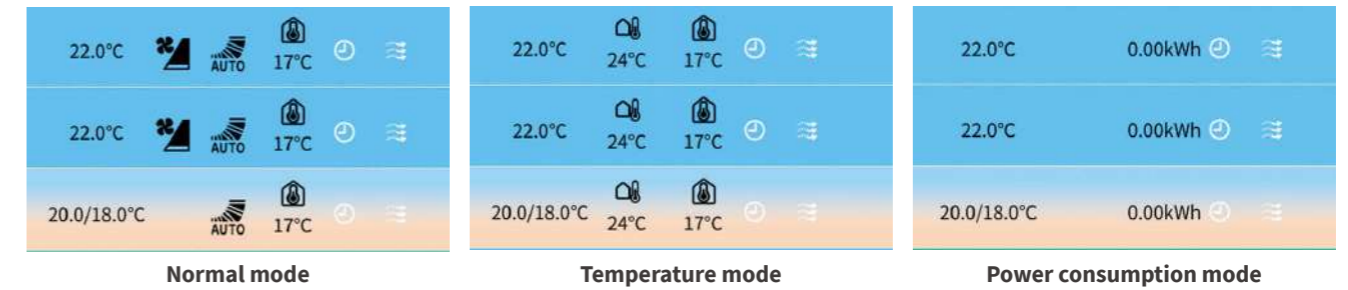 22.0°C AUTO 17°C
22.0°C AUTO 17°C
20.0/18.0°C AUTO 17°C
Normal mode
22.0°C 24°C 17°C
22.0°C 24°C 17°C
20.0/18.0°C 24°C 17°C
Temperature mode
22.0°C 0.00kWh
22.0°C 0.00kWh
20.0/18.0°C 0.00kWh
Power consumption mode